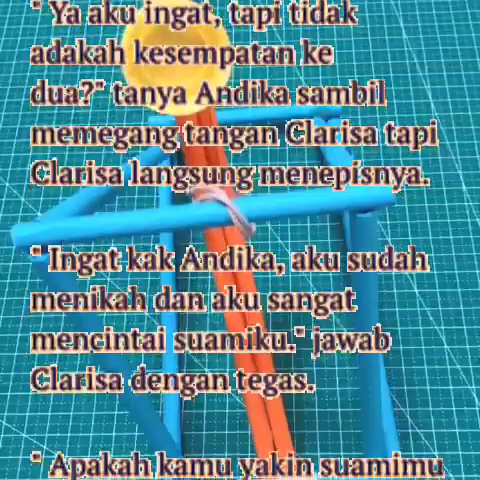 " Ya aku ingat, tapi tidak
adakah kesempatan ke
dua?" tanya Andika sambil
memegang tangan Clarisa tapi
Clarisa langsung menepisnya.
" Ingat kak Andika, aku sudah
menikah dan aku sangat
mencintai suamiku." jawab
Clarisa dengan tegas.
" Apakah kamu yakin suamimu